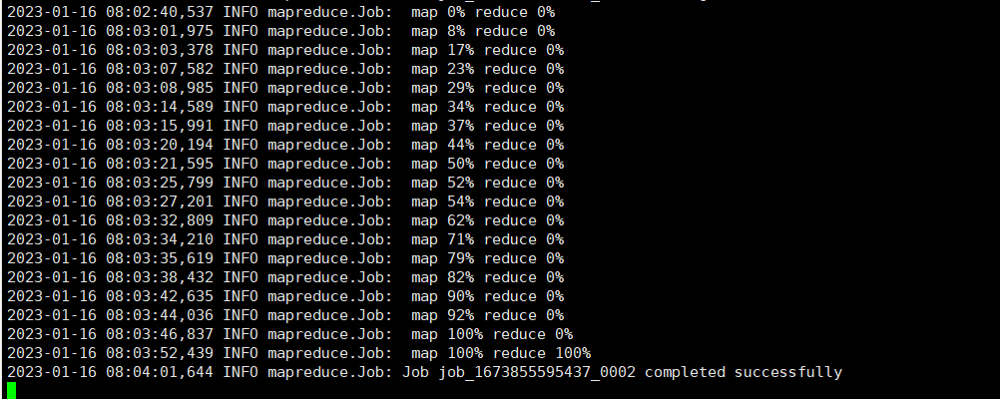 2023-01-16 08:02:40,537 INFO mapreduce.Job:  map 0% reduce 0%
2023-01-16 08:03:01,975 INFO mapreduce.Job:  map 8% reduce 0%
2023-01-16 08:03:03,378 INFO mapreduce.Job:  map 17% reduce 0%
2023-01-16 08:03:07,582 INFO mapreduce.Job:  map 23% reduce 0%
2023-01-16 08:03:08,985 INFO mapreduce.Job:  map 29% reduce 0%
2023-01-16 08:03:14,589 INFO mapreduce.Job:  map 34% reduce 0%
2023-01-16 08:03:15,991 INFO mapreduce.Job:  map 37% reduce 0%
2023-01-16 08:03:20,194 INFO mapreduce.Job:  map 44% reduce 0%
2023-01-16 08:03:21,595 INFO mapreduce.Job:  map 50% reduce 0%
2023-01-16 08:03:25,799 INFO mapreduce.Job:  map 52% reduce 0%
2023-01-16 08:03:27,201 INFO mapreduce.Job:  map 54% reduce 0%
2023-01-16 08:03:32,809 INFO mapreduce.Job:  map 62% reduce 0%
2023-01-16 08:03:34,210 INFO mapreduce.Job:  map 71% reduce 0%
2023-01-16 08:03:35,619 INFO mapreduce.Job:  map 79% reduce 0%
2023-01-16 08:03:38,432 INFO mapreduce.Job:  map 82% reduce 0%
2023-01-16 08:03:42,635 INFO mapreduce.Job:  map 90% reduce 0%
2023-01-16 08:03:44,036 INFO mapreduce.Job:  map 92% reduce 0%
2023-01-16 08:03:46,837 INFO mapreduce.Job:  map 100% reduce 0%
2023-01-16 08:03:52,439 INFO mapreduce.Job:  map 100% reduce 100%
2023-01-16 08:04:01,644 INFO mapreduce.Job: Job job_1673855595437_0002 completed successfully